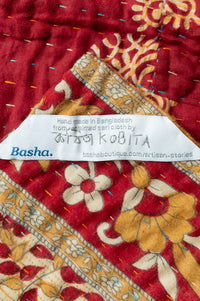 Hand made in Bangladesh
from reclaimed sari cloth by
KOBITA
Basha.
bashaboutique.com/artisan-stories